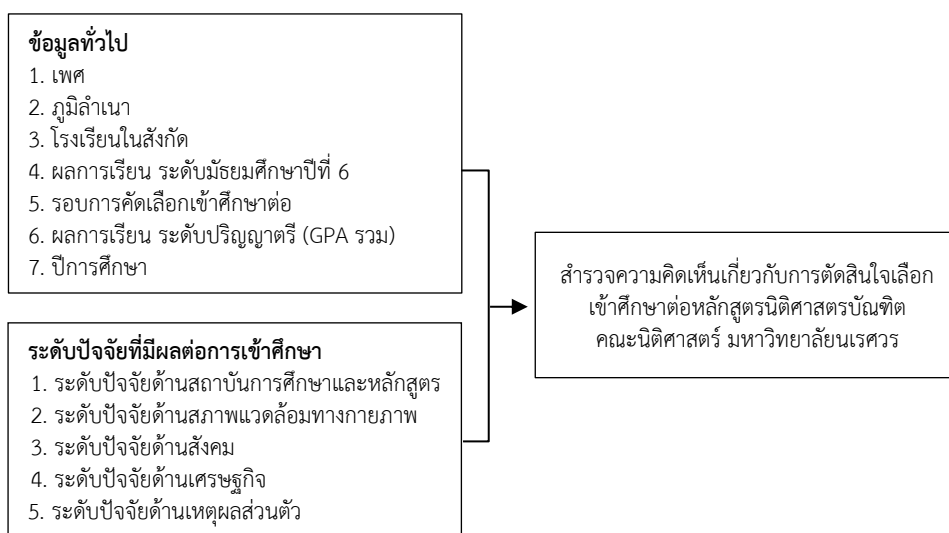 ข้อมูลทั่วไป
1. เพศ
2. ภูมิลำเนา
3. โรงเรียนในสังกัด
4. ผลการเรียน ระดับมัธยมศึกษาปีที่ 6
5. รอบการคัดเลือกเข้าศึกษาต่อ
6. ผลการเรียน ระดับปริญญาตรี (GPA รวม)
7. ปีการศึกษา
ระดับปัจจัยที่มีผลต่อการเข้าศึกษา
1. ระดับปัจจัยด้านสถาบันการศึกษาและหลักสูตร
2. ระดับปัจจัยด้านสภาพแวดล้อมทางกายภาพ
3. ระดับปัจจัยด้านสังคม
4. ระดับปัจจัยด้านเศรษฐกิจ
5. ระดับปัจจัยด้านเหตุผลส่วนตัว
สำรวจความคิดเห็นเกี่ยวกับการตัดสินใจเลือก
เข้าศึกษาต่อหลักสูตรนิติศาสตรบัณฑิต
คณะนิติศาสตร์ มหาวิทยาลัยนเรศวร